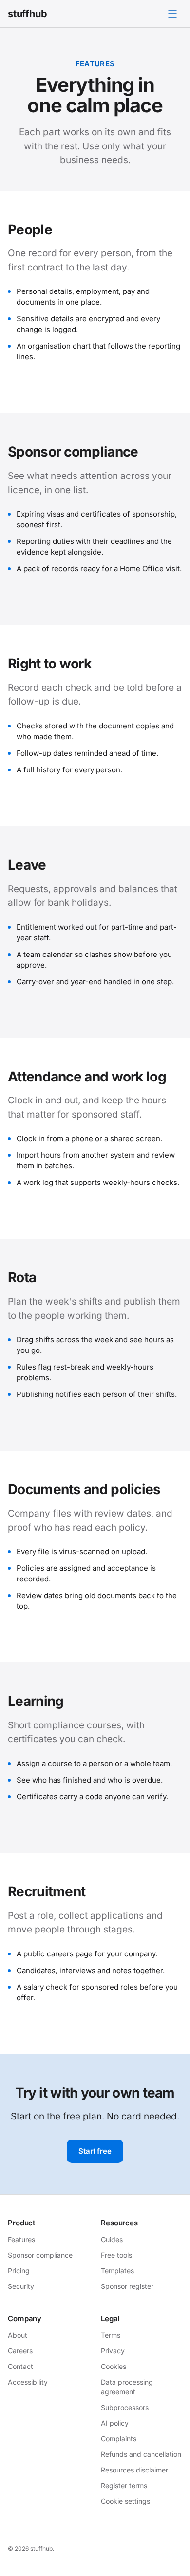 stuffhub
FEATURES
Everything in
one calm place
Each part works on its own and fits
with the rest. Use only what your
business needs.
People
One record for every person, from the
first contract to the last day.
Personal details, employment, pay and
documents in one place.
Sensitive details are encrypted and every
change is logged.
An organisation chart that follows the reporting
lines.
Sponsor compliance
See what needs attention across your
licence, in one list.
Expiring visas and certificates of sponsorship,
soonest first.
Reporting duties with their deadlines and the
evidence kept alongside.
A pack of records ready for a Home Office visit.
Right to work
Record each check and be told before a
follow-up is due.
Checks stored with the document copies and
who made them.
Follow-up dates reminded ahead of time.
A full history for every person.
Leave
Requests, approvals and balances that
allow for bank holidays.
Entitlement worked out for part-time and part-
year staff.
A team calendar so clashes show before you
approve.
Carry-over and year-end handled in one step.
Attendance and work log
Clock in and out, and keep the hours
that matter for sponsored staff.
Clock in from a phone or a shared screen.
Import hours from another system and review
them in batches.
A work log that supports weekly-hours checks.
Rota
Plan the week's shifts and publish them
to the people working them.
Drag shifts across the week and see hours as
you go.
Rules flag rest-break and weekly-hours
problems.
Publishing notifies each person of their shifts.
Documents and policies
Company files with review dates, and
proof who has read each policy.
Every file is virus-scanned on upload.
Policies are assigned and acceptance is
recorded.
Review dates bring old documents back to the
top.
Learning
Short compliance courses, with
certificates you can check.
Assign a course to a person or a whole team.
See who has finished and who is overdue.
Certificates carry a code anyone can verify.
Recruitment
Post a role, collect applications and
move people through stages.
A public careers page for your company.
Candidates, interviews and notes together.
A salary check for sponsored roles before you
offer.
Try it with your own team
Start on the free plan. No card needed.
Start free
Product
Features
Sponsor compliance
Pricing
Security
Resources
Guides
Free tools
Templates
Sponsor register
Company
About
Careers
Contact
Accessibility
Legal
Terms
Privacy
Cookies
Data processing
agreement
Subprocessors
AI policy
Complaints
Refunds and cancellation
Resources disclaimer
Register terms
Cookie settings
© 2026 stuffhub.